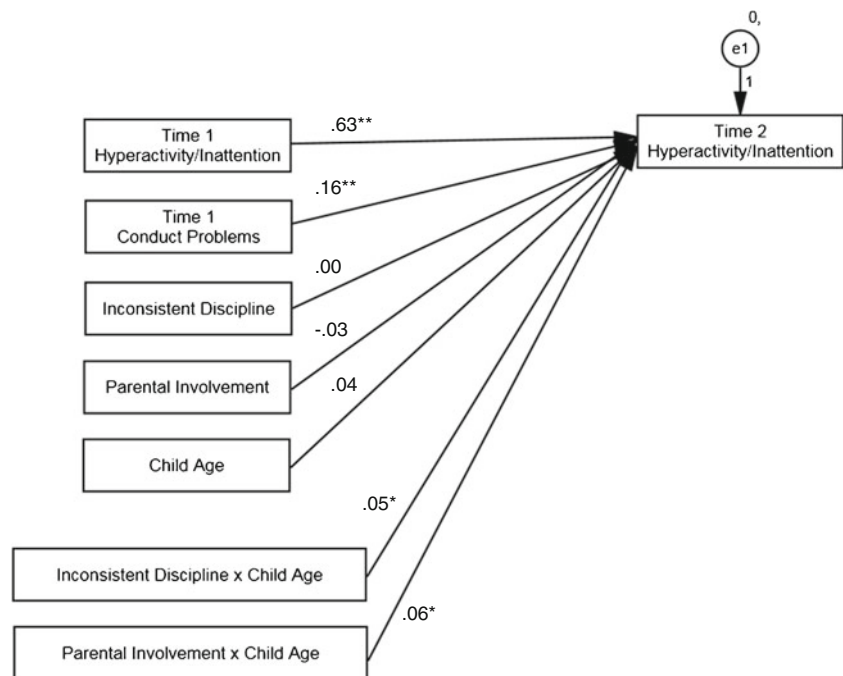 0,
e1
1
Time 2
Hyperactivity/Inattention
.63**
Time 1
Hyperactivity/Inattention
.16**
Time 1
Conduct Problems
.00
Inconsistent Discipline
-.03
Parental Involvement
.04
Child Age
.05*
Inconsistent Discipline x Child Age
.06*
Parental Involvement x Child Age